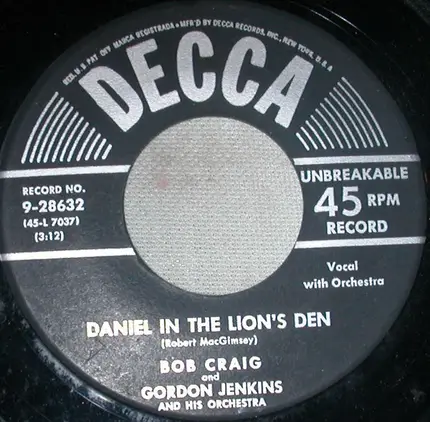 REG. U.S. PAT. OFF. MARCA REGISTRADA • MF'D BY DECCA RECORDS, INC., NEW YORK, U.S.A.
DECCA
RECORD NO.
9-28632
(45-L 7037)
(3:12)
UNBREAKABLE
45 RPM
RECORD
Vocal
with Orchestra
DANIEL IN THE LION'S DEN
(Robert MacGimsey)
BOB CRAIG
and
GORDON JENKINS
AND HIS ORCHESTRA